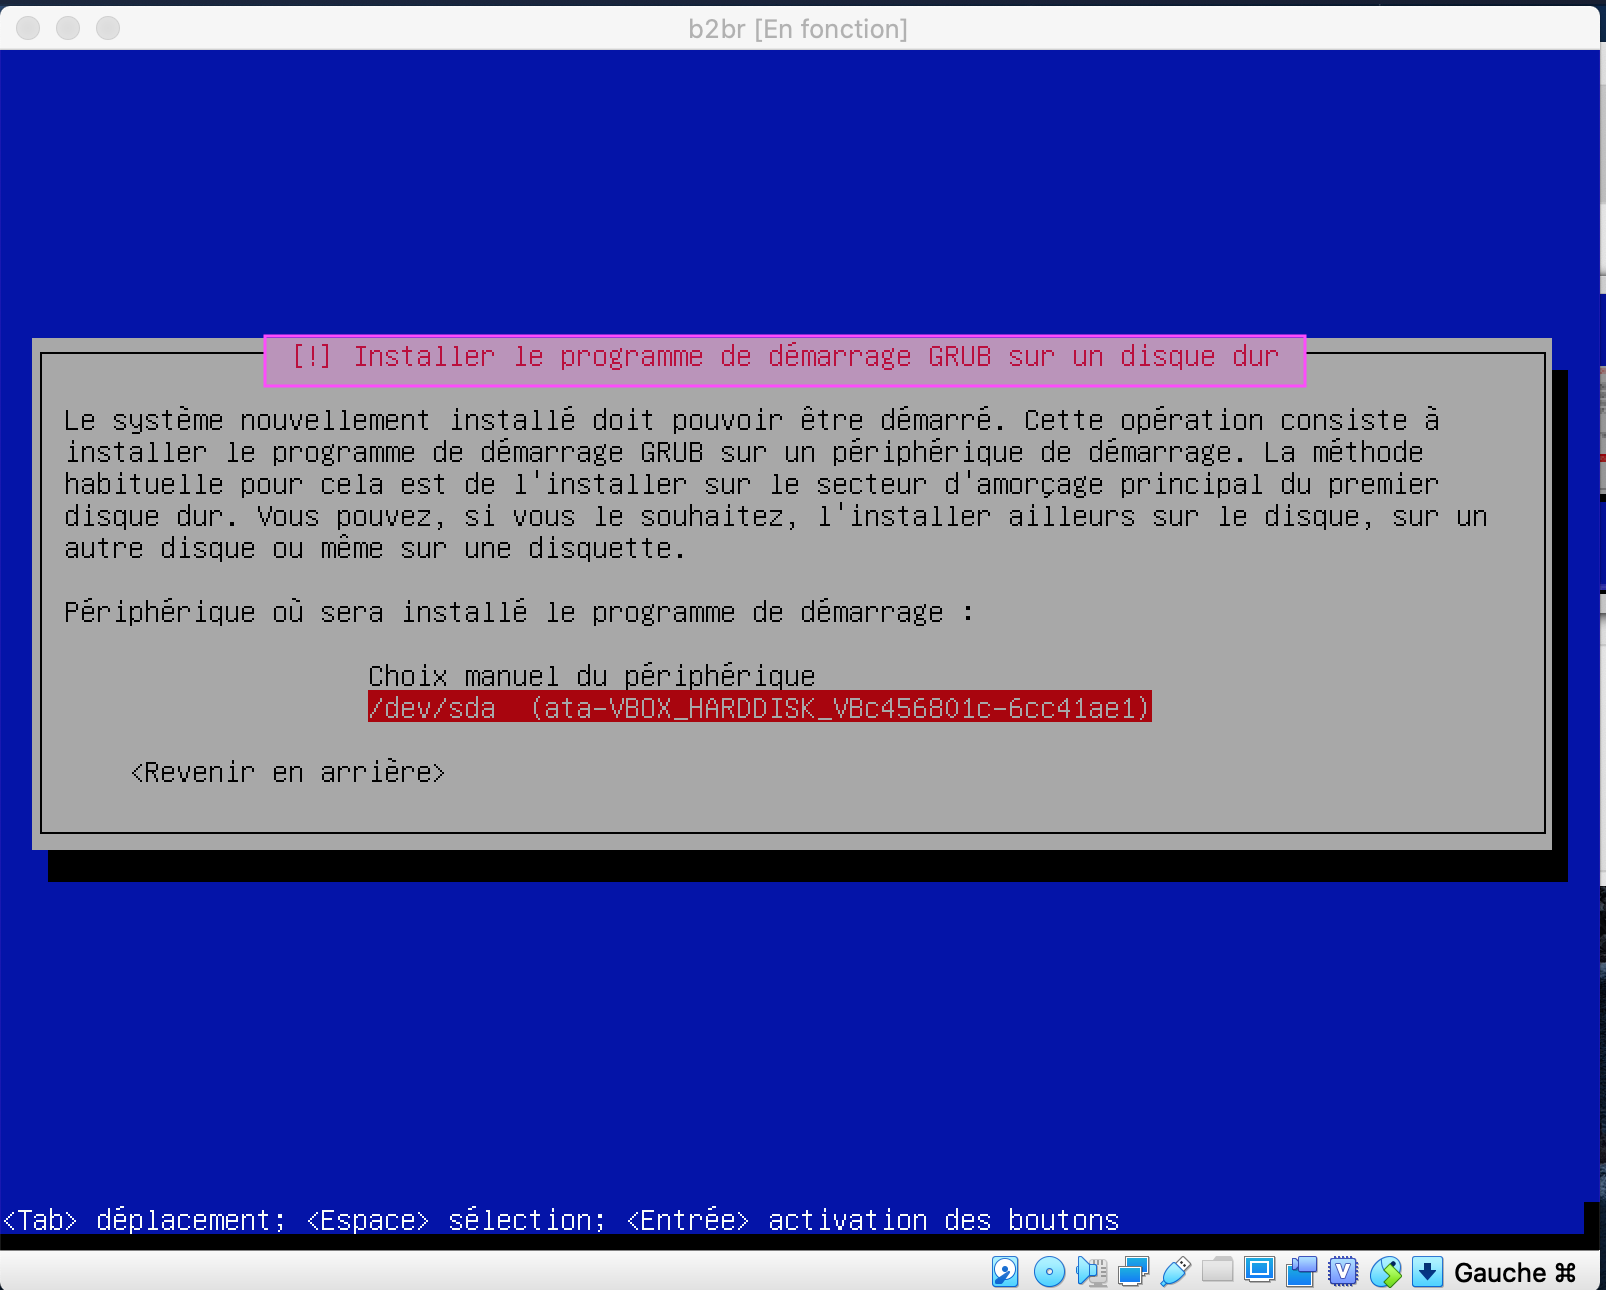 b2br [En fonction]
[!] Installer le programme de démarrage GRUB sur un disque dur
Le système nouvellement installé doit pouvoir être démarré. Cette opération consiste à
installer le programme de démarrage GRUB sur un périphérique de démarrage. La méthode
habituelle pour cela est de l'installer sur le secteur d'amorçage principal du premier
disque dur. Vous pouvez, si vous le souhaitez, l'installer ailleurs sur le disque, sur un
autre disque ou même sur une disquette.
Périphérique où sera installé le programme de démarrage :
Choix manuel du périphérique
/dev/sda  (ata-VBOX_HARDDISK_VBc456801c-6cc41ae1)
<Revenir en arrière>
<Tab> déplacement; <Espace> sélection; <Entrée> activation des boutons
Gauche ⌘